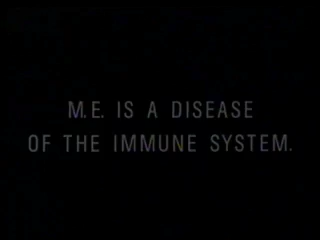 M.E. IS A DISEASE
OF THE IMMUNE SYSTEM.